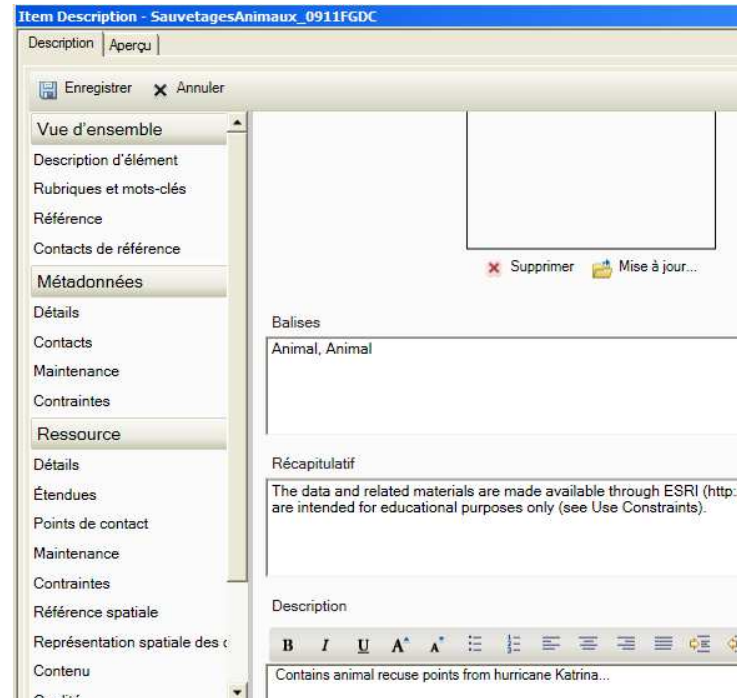 Item Description - SauvetagesAnimaux_0911FGDC
Description Aperçu
Enregistrer Annuler
Vue d'ensemble
Description d'élément
Rubriques et mots-clés
Référence
Contacts de référence
Métadonnées
Détails
Contacts
Maintenance
Contraintes
Ressource
Détails
Étendues
Points de contact
Maintenance
Contraintes
Référence spatiale
Représentation spatiale des
Contenu
Supprimer Mise à jour...
Balises
Animal, Animal
Récapitulatif
The data and related materials are made available through ESRI (http:
are intended for educational purposes only (see Use Constraints).
Description
B I U A A
Contains animal recuse points from hurricane Katrina...